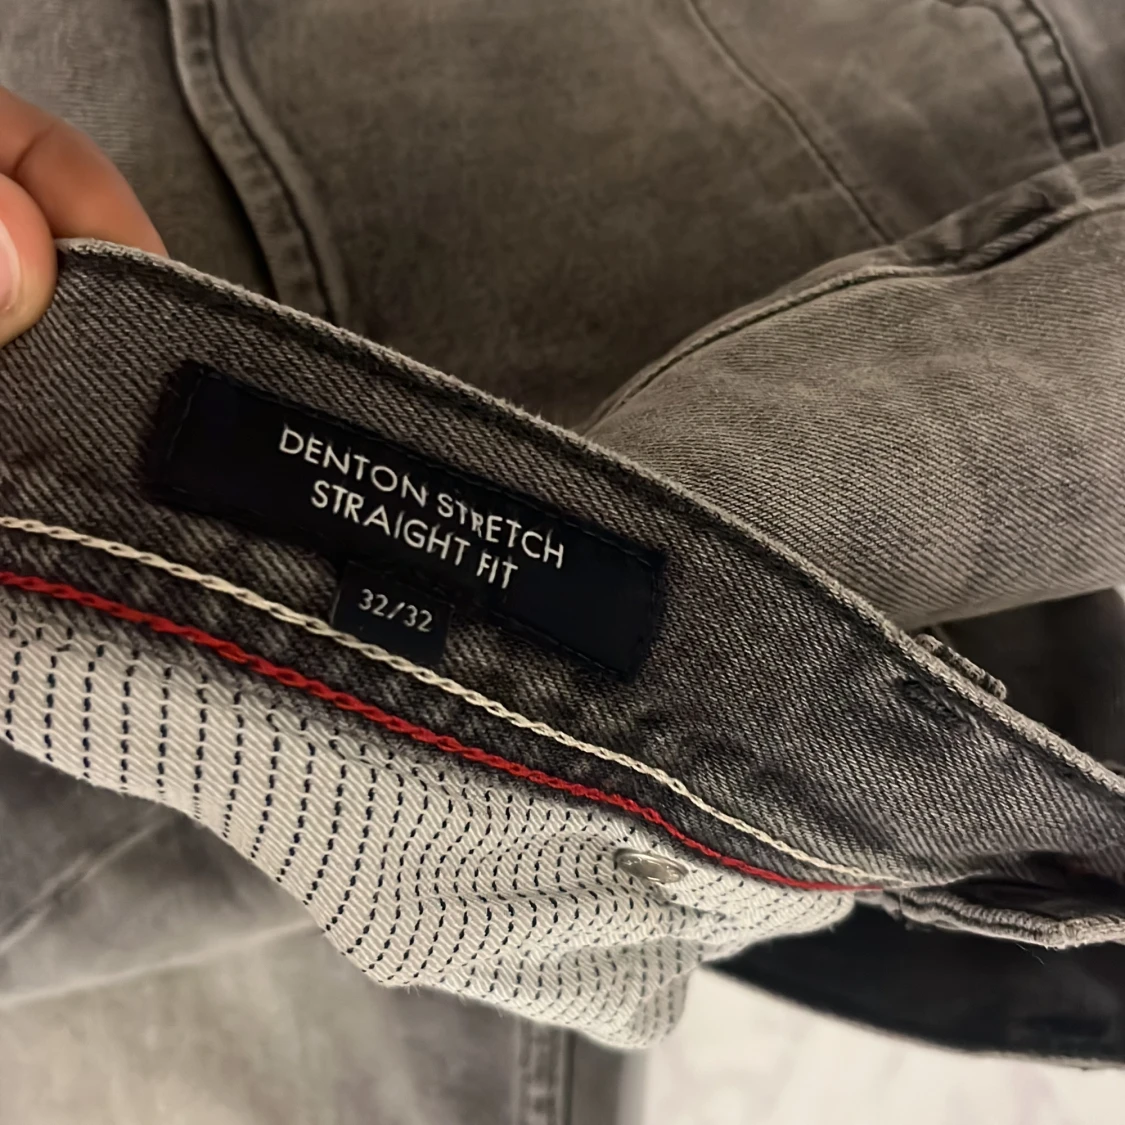 DENTON STRETCH
STRAIGHT FIT
32/32